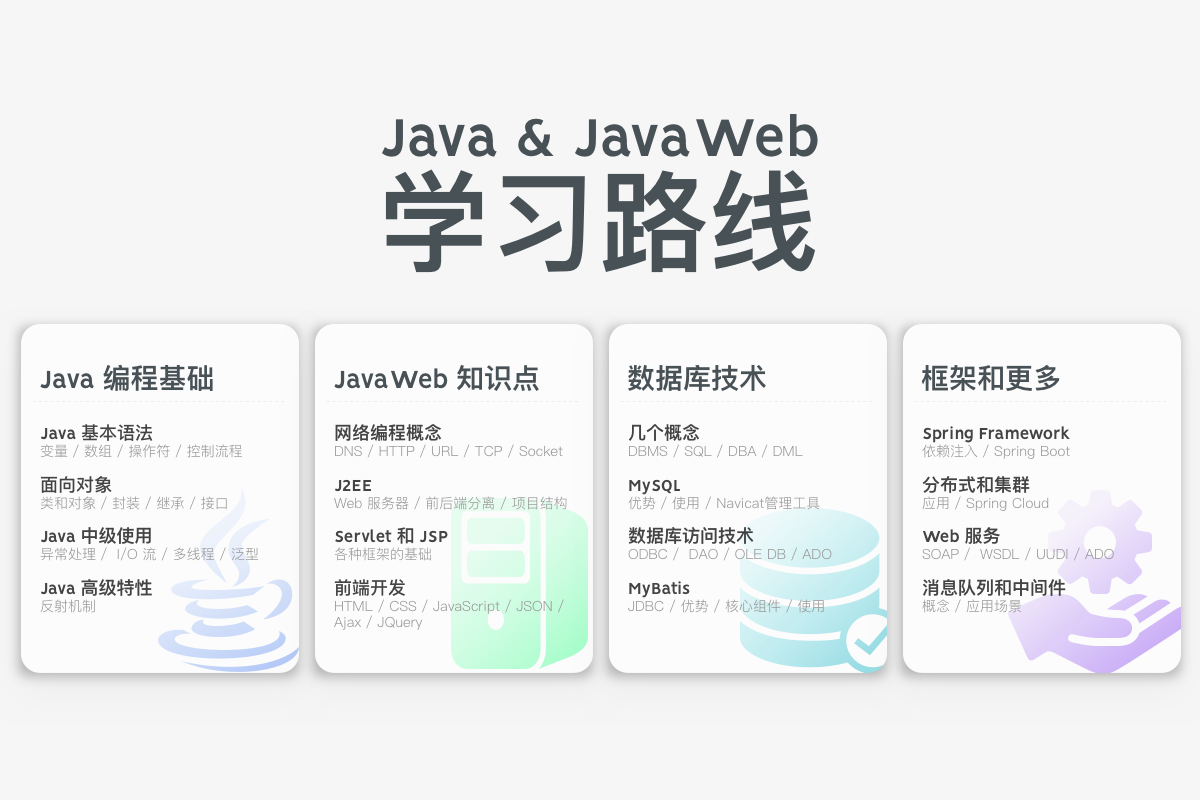 Java & JavaWeb
学习路线
Java 编程基础
Java 基本语法
变量 / 数组 / 操作符 / 控制流程
面向对象
类和对象 / 封装 / 继承 / 接口
Java 中级使用
异常处理 / I/O 流 / 多线程 / 泛型
Java 高级特性
反射机制
JavaWeb 知识点
网络编程概念
DNS / HTTP / URL / TCP / Socket
J2EE
Web 服务器 / 前后端分离 / 项目结构
Servlet 和 JSP
各种框架的基础
前端开发
HTML / CSS / JavaScript / JSON /
Ajax / JQuery
数据库技术
几个概念
DBMS / SQL / DBA / DML
MySQL
优势 / 使用 / Navicat管理工具
数据库访问技术
ODBC / DAO / OLE DB / ADO
MyBatis
JDBC / 优势 / 核心组件 / 使用
框架和更多
Spring Framework
依赖注入 / Spring Boot
分布式和集群
应用 / Spring Cloud
Web 服务
SOAP / WSDL / UUDI / ADO
消息队列和中间件
概念 / 应用场景